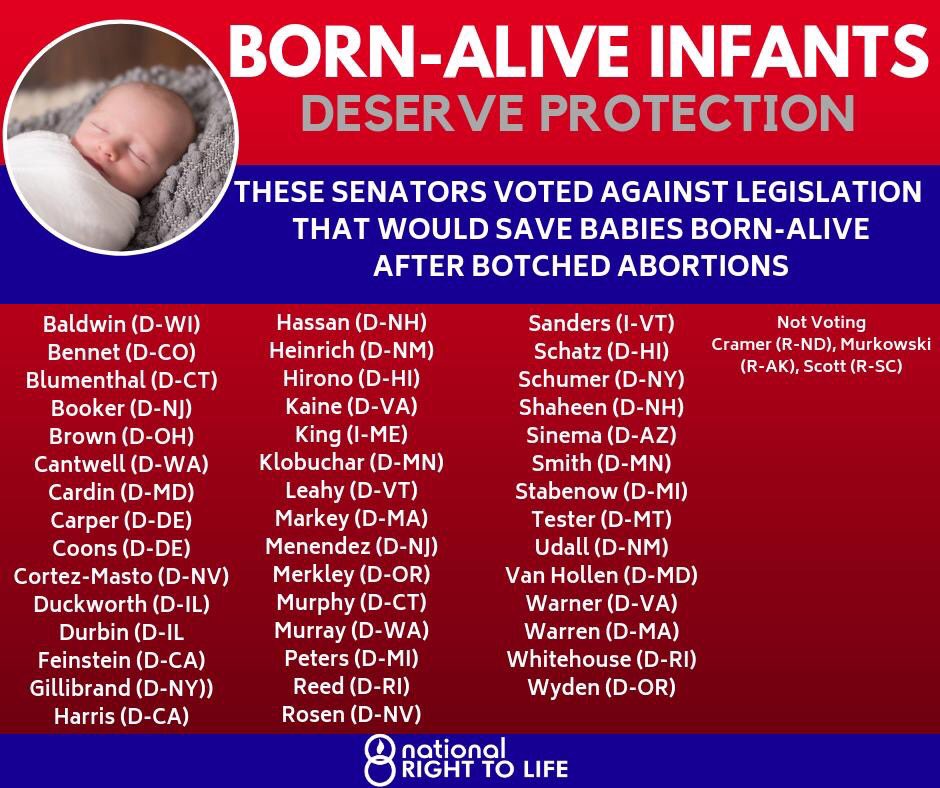 BORN-ALIVE INFANTS
DESERVE PROTECTION
THESE SENATORS VOTED AGAINST LEGISLATION
THAT WOULD SAVE BABIES BORN-ALIVE
AFTER BOTCHED ABORTIONS
Baldwin (D-WI)
Bennet (D-CO)
Blumenthal (D-CT)
Booker (D-NJ)
Brown (D-OH)
Cantwell (D-WA)
Cardin (D-MD)
Carper (D-DE)
Coons (D-DE)
Cortez-Masto (D-NV)
Duckworth (D-IL)
Durbin (D-IL
Feinstein (D-CA)
Gillibrand (D-NY))
Harris (D-CA)
Hassan (D-NH)
Heinrich (D-NM)
Hirono (D-HI)
Kaine (D-VA)
King (I-ME)
Klobuchar (D-MN)
Leahy (D-VT)
Markey (D-MA)
Menendez (D-NJ)
Merkley (D-OR)
Murphy (D-CT)
Murray (D-WA)
Peters (D-MI)
Reed (D-RI)
Rosen (D-NV)
Sanders (I-VT)
Schatz (D-HI)
Schumer (D-NY)
Shaheen (D-NH)
Sinema (D-AZ)
Smith (D-MN)
Stabenow (D-MI)
Tester (D-MT)
Udall (D-NM)
Van Hollen (D-MD)
Warner (D-VA)
Warren (D-MA)
Whitehouse (D-RI)
Wyden (D-OR)
Not Voting
Cramer (R-ND), Murkowski
(R-AK), Scott (R-SC)
national
RIGHT TO LIFE